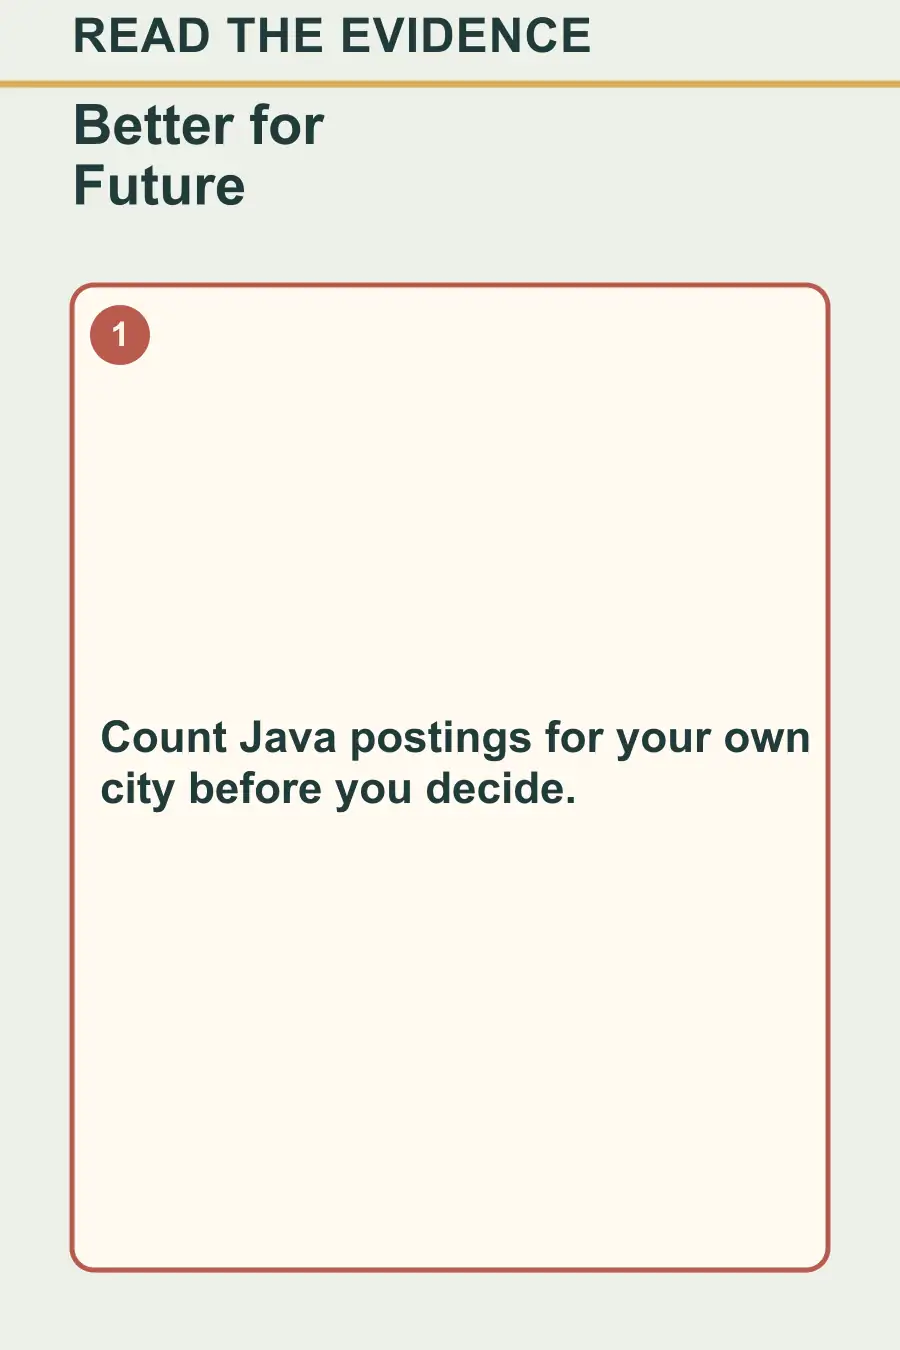 READ THE EVIDENCE
Better for
Future
1
Count Java postings for your own
city before you decide.